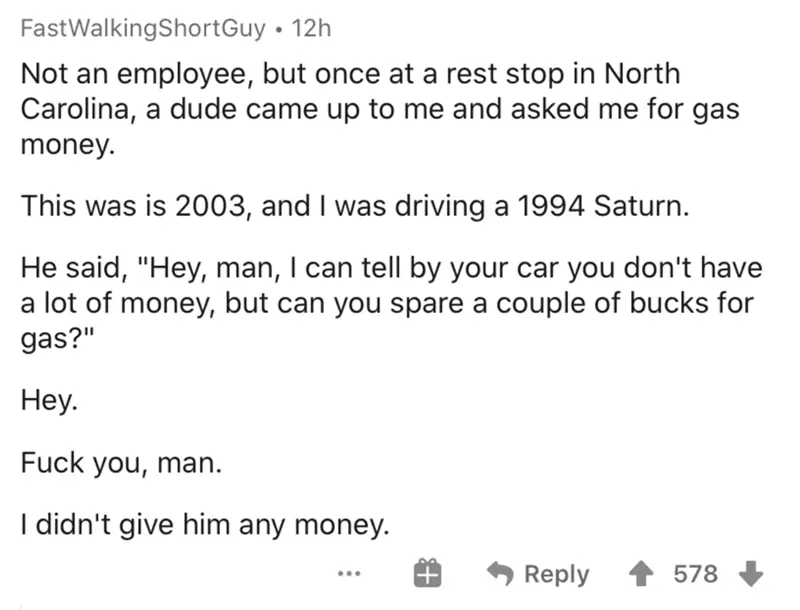 FastWalkingShortGuy • 12h
Not an employee, but once at a rest stop in North
Carolina, a dude came up to me and asked me for gas
money.
This was is 2003, and I was driving a 1994 Saturn.
He said, "Hey, man, I can tell by your car you don't have
a lot of money, but can you spare a couple of bucks for
gas?"
Hey.
Fuck you, man.
I didn't give him any money.
... Reply 578